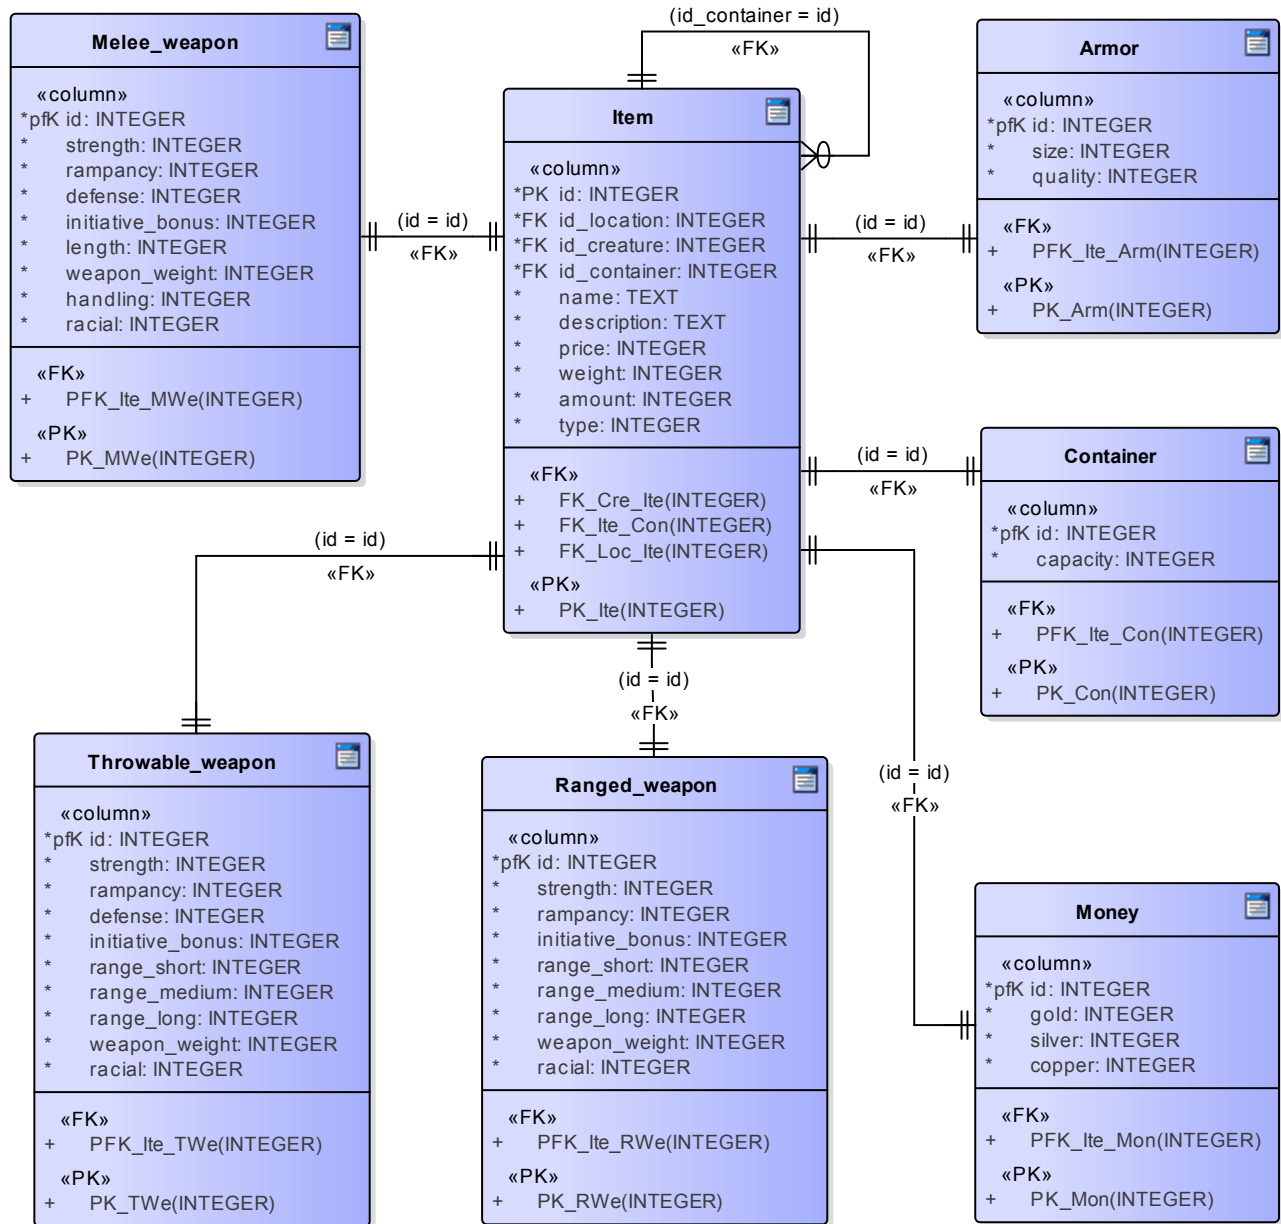 Melee_weapon
«column»
*pfK id: INTEGER
* strength: INTEGER
* rampancy: INTEGER
* defense: INTEGER
* initiative_bonus: INTEGER
* length: INTEGER
* weapon_weight: INTEGER
* handling: INTEGER
* racial: INTEGER
«FK»
+ PFK_Ite_MWe(INTEGER)
«PK»
+ PK_MWe(INTEGER)
(id = id)
«FK»
(id_container = id)
«FK»
Item
«column»
*PK id: INTEGER
*FK id_location: INTEGER
*FK id_creature: INTEGER
*FK id_container: INTEGER
* name: TEXT
* description: TEXT
* price: INTEGER
* weight: INTEGER
* amount: INTEGER
* type: INTEGER
«FK»
+ FK_Cre_Ite(INTEGER)
+ FK_Ite_Con(INTEGER)
+ FK_Loc_Ite(INTEGER)
«PK»
+ PK_Ite(INTEGER)
(id = id)
«FK»
Armor
«column»
*pfK id: INTEGER
* size: INTEGER
* quality: INTEGER
«FK»
+ PFK_Ite_Arm(INTEGER)
«PK»
+ PK_Arm(INTEGER)
(id = id)
«FK»
Container
«column»
*pfK id: INTEGER
* capacity: INTEGER
«FK»
+ PFK_Ite_Con(INTEGER)
«PK»
+ PK_Con(INTEGER)
(id = id)
«FK»
Throwable_weapon
«column»
*pfK id: INTEGER
* strength: INTEGER
* rampancy: INTEGER
* defense: INTEGER
* initiative_bonus: INTEGER
* range_short: INTEGER
* range_medium: INTEGER
* range_long: INTEGER
* weapon_weight: INTEGER
* racial: INTEGER
«FK»
+ PFK_Ite_TWe(INTEGER)
«PK»
+ PK_TWe(INTEGER)
(id = id)
«FK»
Ranged_weapon
«column»
*pfK id: INTEGER
* strength: INTEGER
* rampancy: INTEGER
* initiative_bonus: INTEGER
* range_short: INTEGER
* range_medium: INTEGER
* range_long: INTEGER
* weapon_weight: INTEGER
* racial: INTEGER
«FK»
+ PFK_Ite_RWe(INTEGER)
«PK»
+ PK_RWe(INTEGER)
(id = id)
«FK»
Money
«column»
*pfK id: INTEGER
* gold: INTEGER
* silver: INTEGER
* copper: INTEGER
«FK»
+ PFK_Ite_Mon(INTEGER)
«PK»
+ PK_Mon(INTEGER)